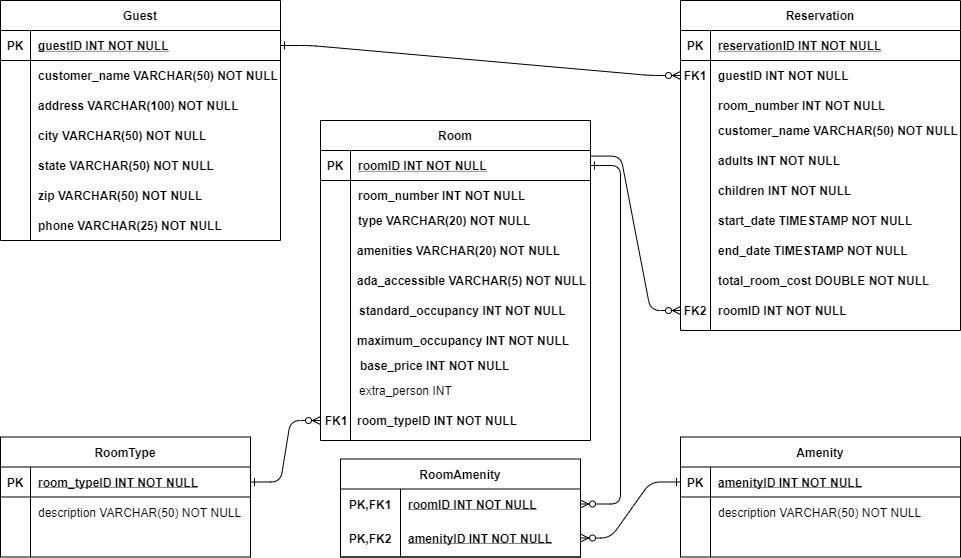 Guest
PK guestID INT NOT NULL
customer_name VARCHAR(50) NOT NULL
address VARCHAR(100) NOT NULL
city VARCHAR(50) NOT NULL
state VARCHAR(50) NOT NULL
zip VARCHAR(50) NOT NULL
phone VARCHAR(25) NOT NULL
Reservation
PK reservationID INT NOT NULL
FK1 guestID INT NOT NULL
room_number INT NOT NULL
customer_name VARCHAR(50) NOT NULL
adults INT NOT NULL
children INT NOT NULL
start_date TIMESTAMP NOT NULL
end_date TIMESTAMP NOT NULL
total_room_cost DOUBLE NOT NULL
FK2 roomID INT NOT NULL
Room
PK roomID INT NOT NULL
room_number INT NOT NULL
type VARCHAR(20) NOT NULL
amenities VARCHAR(20) NOT NULL
ada_accessible VARCHAR(5) NOT NULL
standard_occupancy INT NOT NULL
maximum_occupancy INT NOT NULL
base_price INT NOT NULL
extra_person INT
FK1 room_typeID INT NOT NULL
RoomType
PK room_typeID INT NOT NULL
description VARCHAR(50) NOT NULL
RoomAmenity
PK,FK1 roomID INT NOT NULL
PK,FK2 amenityID INT NOT NULL
Amenity
PK amenityID INT NOT NULL
description VARCHAR(50) NOT NULL